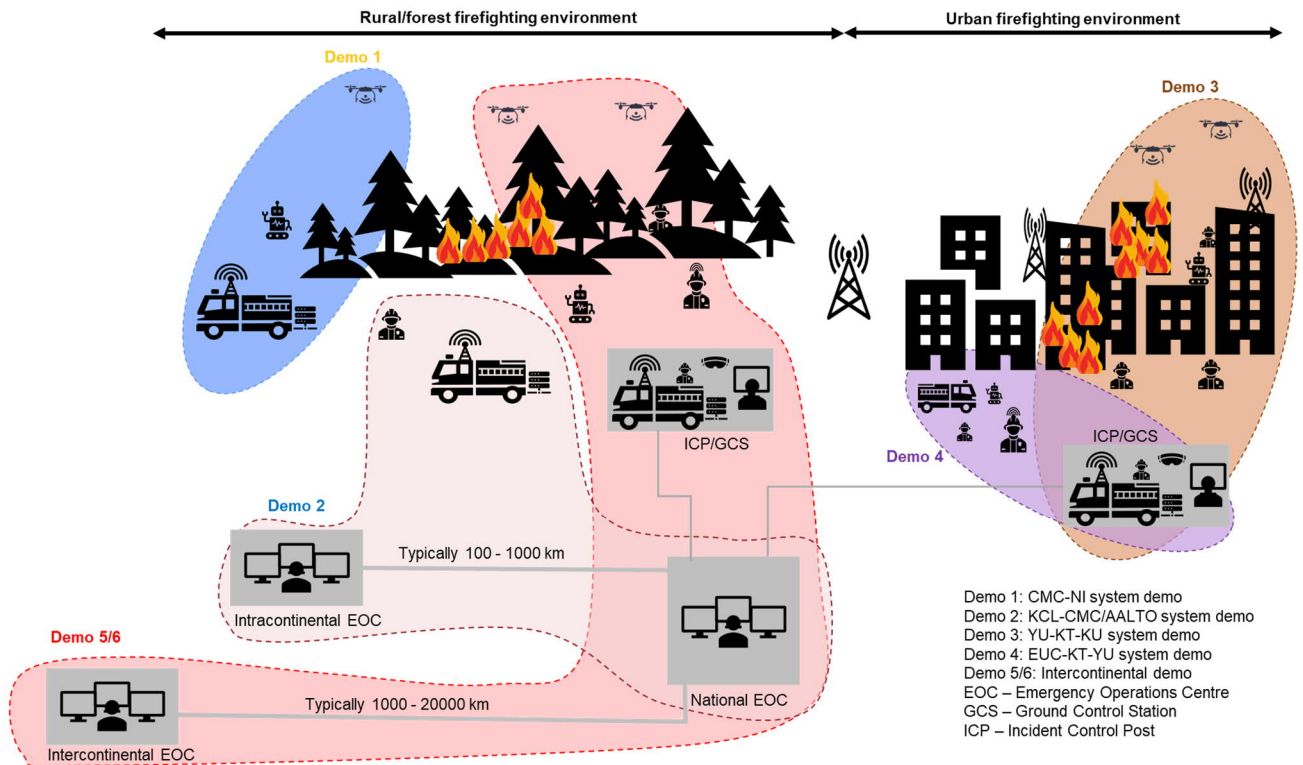 Rural/forest firefighting environment
Urban firefighting environment
Demo 1
Demo 3
ICP/GCS
ICP/GCS
Demo 4
Demo 2
Typically 100 - 1000 km
Intracontinental EOC
Demo 5/6
Typically 1000 - 20000 km
National EOC
Intercontinental EOC
Demo 1: CMC-NI system demo
Demo 2: KCL-CMC/AALTO system demo
Demo 3: YU-KT-KU system demo
Demo 4: EUC-KT-YU system demo
Demo 5/6: Intercontinental demo
EOC – Emergency Operations Centre
GCS – Ground Control Station
ICP – Incident Control Post